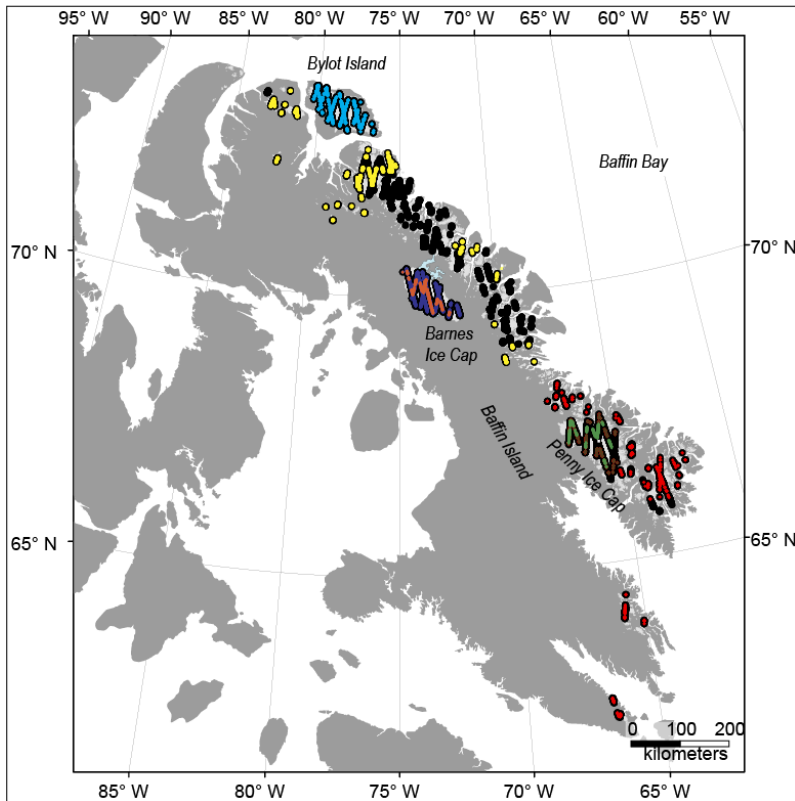 95° W 90° W 85° W 80° W 75° W 70° W 65° W 60° W 55° W
Bylot Island
Baffin Bay
70° N
70° N
Barnes
Ice Cap
Baffin Island
Penny Ice Cap
65° N
65° N
0 100 200
kilometers
85° W 80° W 75° W 70° W 65° W